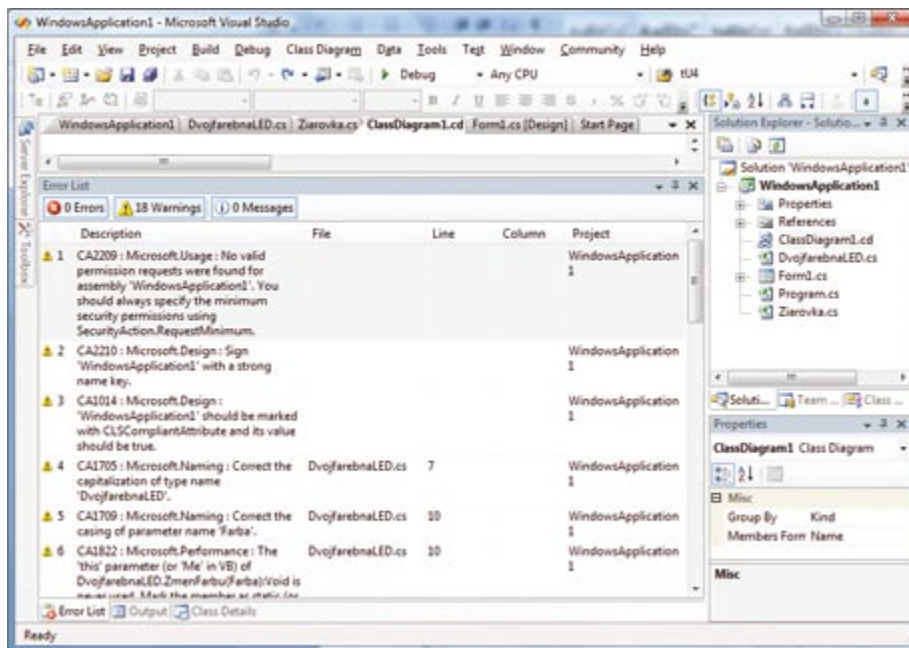 WindowsApplication1 - Microsoft Visual Studio
File Edit View Project Build Debug Class Diagram Data Tools Test Window Community Help
Debug Any CPU tU4
WindowsApplication1 DvojfarebnaLED.cs Ziarovka.cs* ClassDiagram1.cd Form1.cs [Design] Start Page
Server Explorer
Toolbox
Error List
0 Errors 18 Warnings 0 Messages
Description File Line Column Project
1 CA2209 : Microsoft.Usage : No valid WindowsApplication
permission requests were found for 1
assembly 'WindowsApplication1'. You
should always specify the minimum
security permissions using
SecurityAction.RequestMinimum.
2 CA2210 : Microsoft.Design : Sign WindowsApplication
'WindowsApplication1' with a strong 1
name key.
3 CA1014 : Microsoft.Design : WindowsApplication
'WindowsApplication1' should be marked 1
with CLSCompliantAttribute and its value
should be true.
4 CA1705 : Microsoft.Naming : Correct the DvojfarebnaLED.cs 7 WindowsApplication
capitalization of type name 1
'DvojfarebnaLED'.
5 CA1709 : Microsoft.Naming : Correct the DvojfarebnaLED.cs 10 WindowsApplication
casing of parameter name 'Farba'. 1
6 CA1822 : Microsoft.Performance : The DvojfarebnaLED.cs 10 WindowsApplication
'this' parameter (or 'Me' in VB) of 1
DvojfarebnaLED.ZmenFarbu(Farba):Void is
never used. Mark the member as static (or
Error List Output Class Details
Ready
Solution Explorer - Solutio...
Solution 'WindowsApplication1'
WindowsApplication1
Properties
References
ClassDiagram1.cd
DvojfarebnaLED.cs
Form1.cs
Program.cs
Ziarovka.cs
Soluti... Team ... Class ...
Properties
ClassDiagram1 Class Diagram
Misc
Group By Kind
Members Form Name
Misc